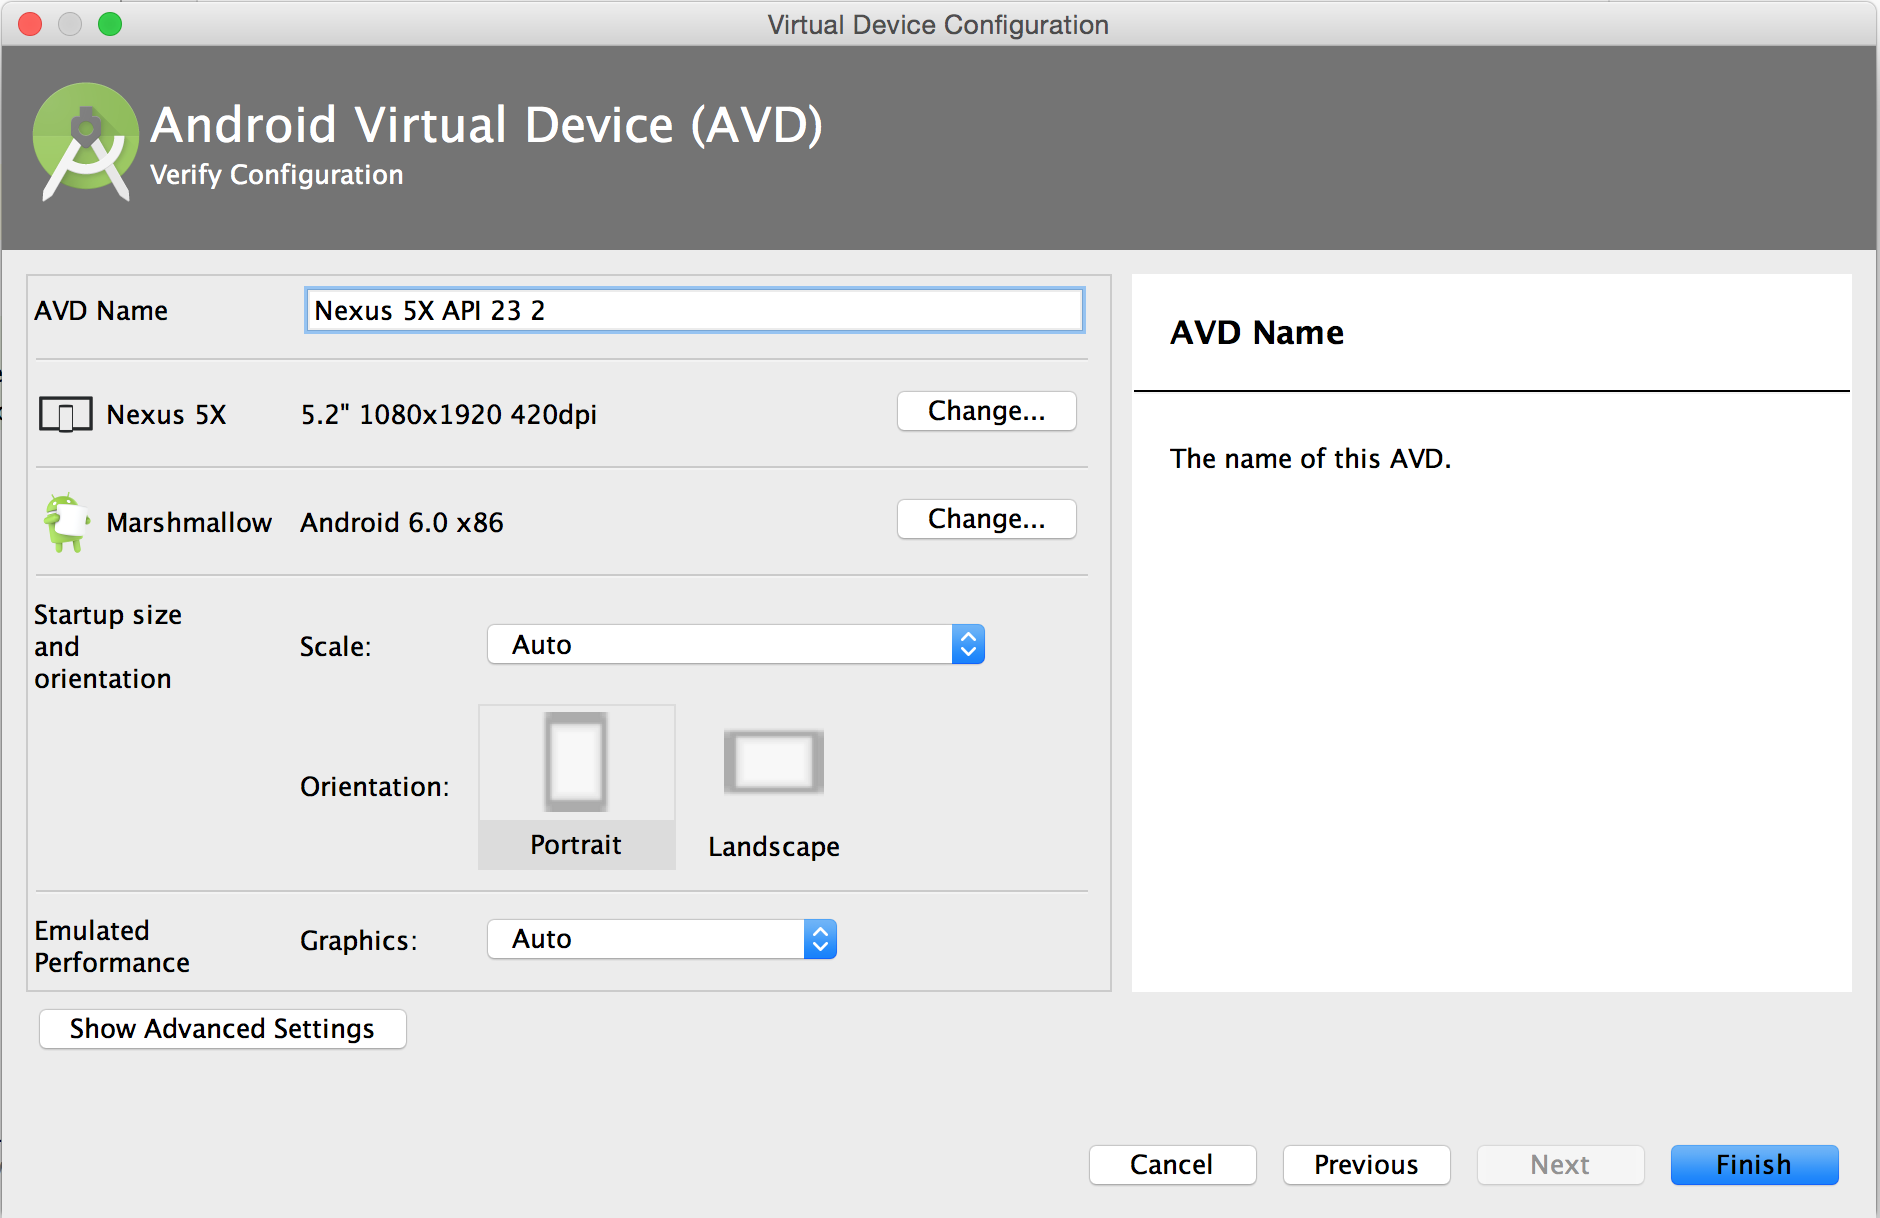 Virtual Device Configuration
Android Virtual Device (AVD)
Verify Configuration
AVD Name
Nexus 5X API 23 2
AVD Name
The name of this AVD.
Nexus 5X
5.2" 1080x1920 420dpi
Change...
Marshmallow
Android 6.0 x86
Change...
Startup size
and
orientation
Scale:
Auto
Orientation:
Portrait
Landscape
Emulated
Performance
Graphics:
Auto
Show Advanced Settings
Cancel
Previous
Next
Finish